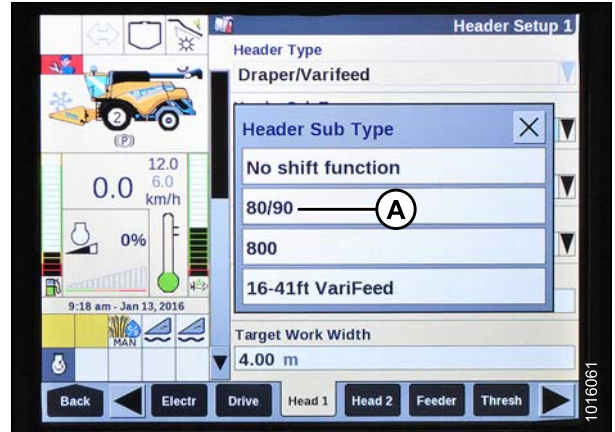 Header Setup 1
Header Type
Draper/Varifeed
Header Sub Type
No shift function
80/90
A
800
16-41ft VariFeed
Target Work Width
4.00 m
2
(P)
12.0
0.0
6.0
km/h
0%
9:18 am - Jan 13, 2016
%
MAN
Back
Electr
Drive
Head 1
Head 2
Feeder
Thresh
1016061